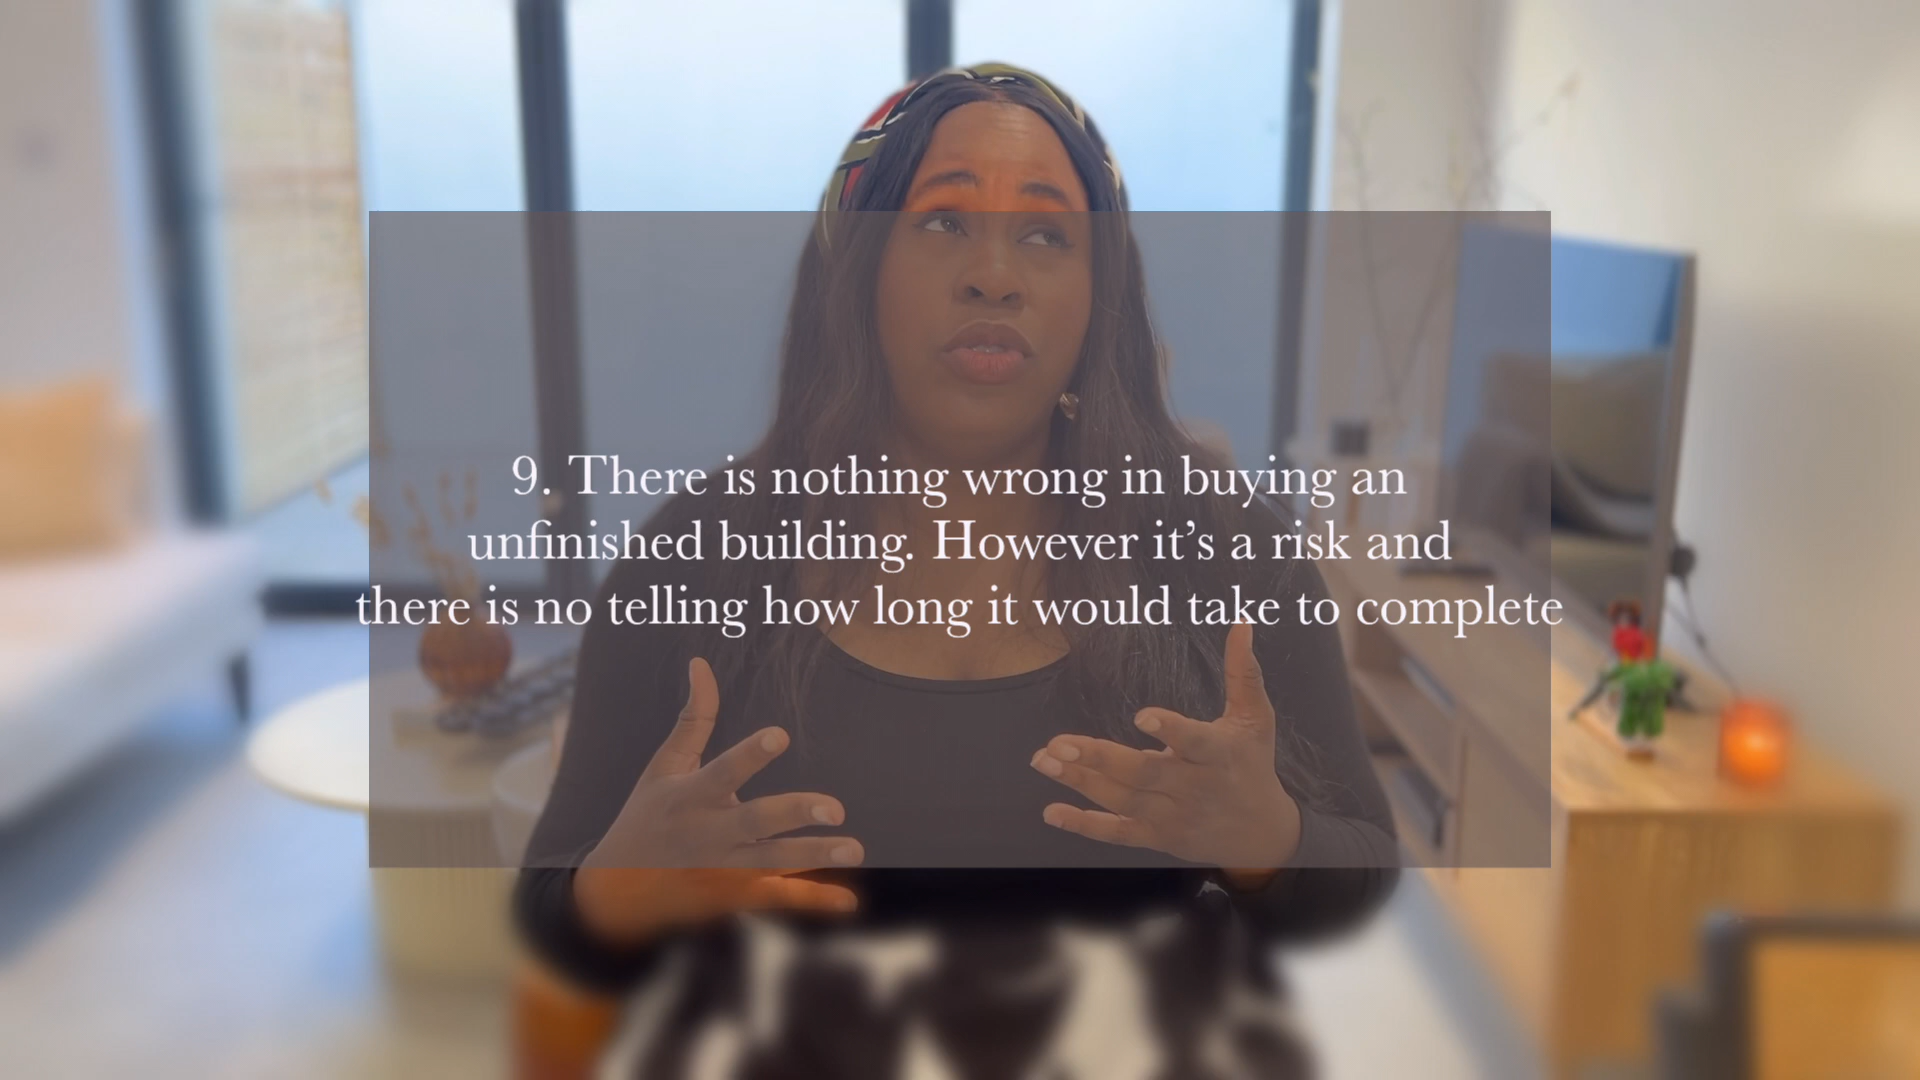 9. There is nothing wrong in buying an
unfinished building. However it’s a risk and
there is no telling how long it would take to complete